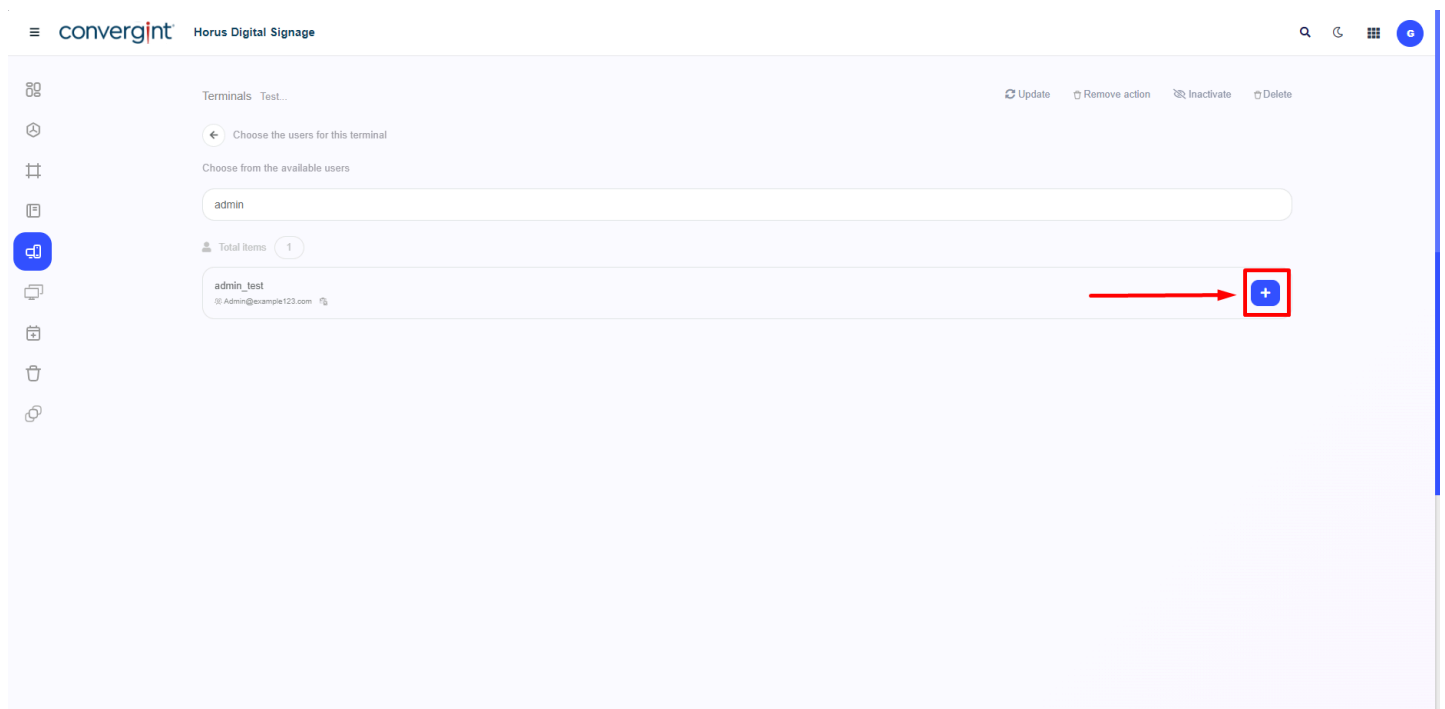 convergint Horus Digital Signage G
Terminals Test... Update Remove action Inactivate Delete
Choose the users for this terminal
Choose from the available users
admin
Total items 1
admin_test
Admin@example123.com